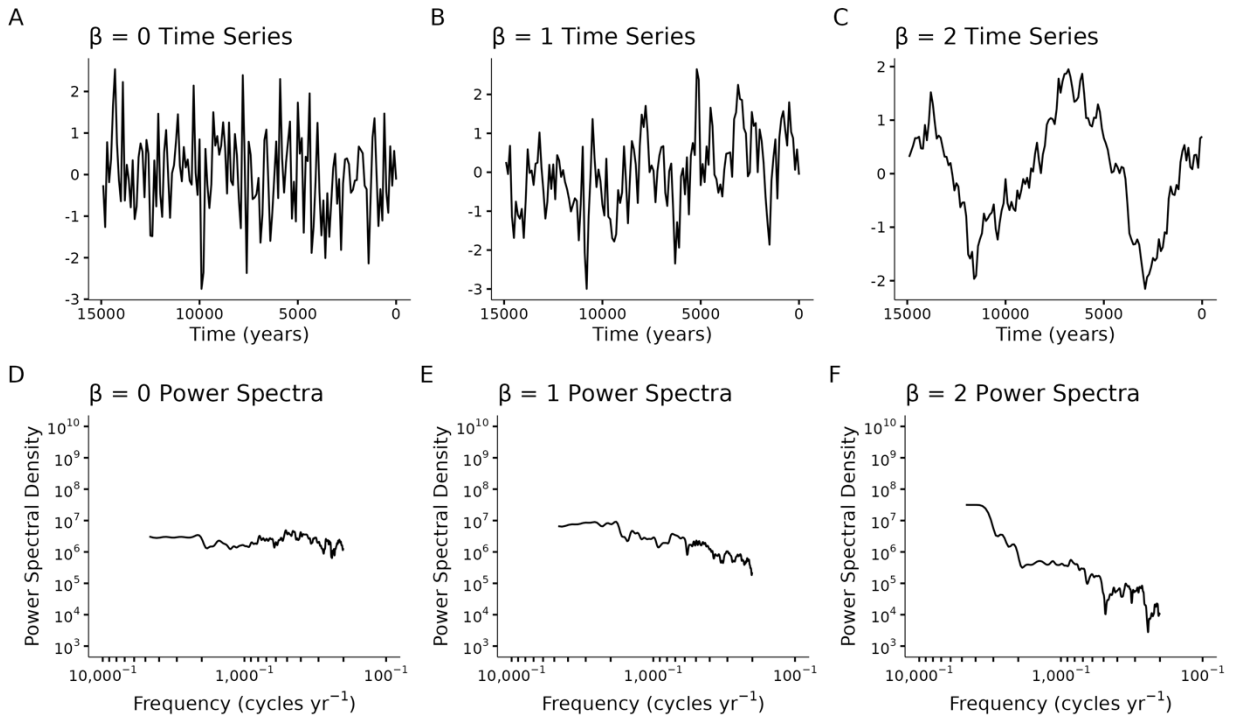 A
β = 0 Time Series
2
1
0
-1
-2
-3
15000 10000 5000 0
Time (years)
B
β = 1 Time Series
2
1
0
-1
-2
-3
15000 10000 5000 0
Time (years)
C
β = 2 Time Series
2
1
0
-1
-2
15000 10000 5000 0
Time (years)
D
β = 0 Power Spectra
Power Spectral Density
10¹⁰
10⁹
10⁸
10⁷
10⁶
10⁵
10⁴
10³
10,000⁻¹ 1,000⁻¹ 100⁻¹
Frequency (cycles yr⁻¹)
E
β = 1 Power Spectra
Power Spectral Density
10¹⁰
10⁹
10⁸
10⁷
10⁶
10⁵
10⁴
10³
10,000⁻¹ 1,000⁻¹ 100⁻¹
Frequency (cycles yr⁻¹)
F
β = 2 Power Spectra
Power Spectral Density
10¹⁰
10⁹
10⁸
10⁷
10⁶
10⁵
10⁴
10³
10,000⁻¹ 1,000⁻¹ 100⁻¹
Frequency (cycles yr⁻¹)